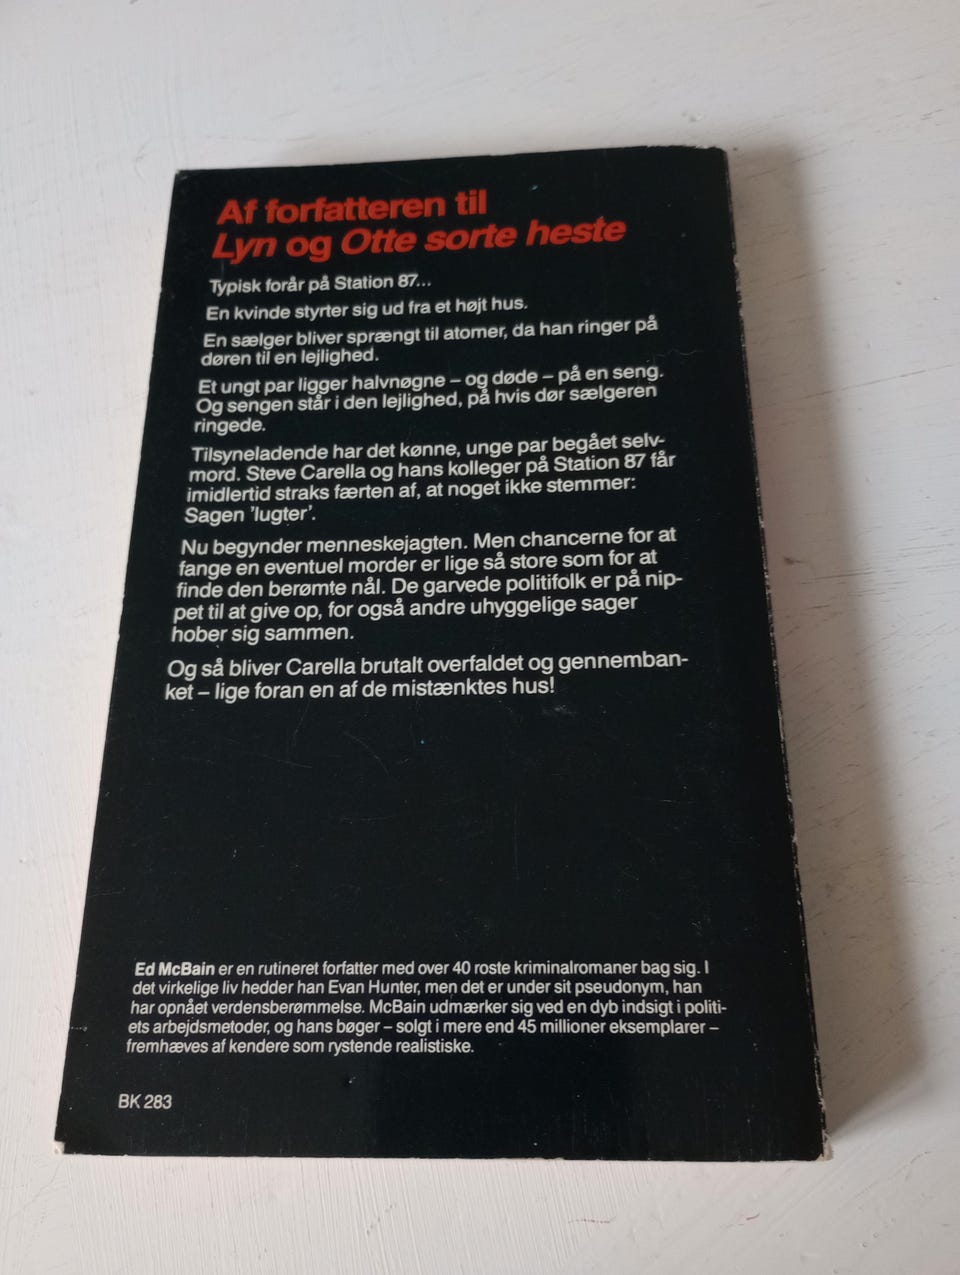 Af forfatteren til
Lyn og Otte sorte heste
Typisk forår på Station 87...
En kvinde styrter sig ud fra et højt hus.
En sælger bliver sprængt til atomer, da han ringer på
døren til en lejlighed.
Et ungt par ligger halvnøgne – og døde – på en seng.
Og sengen står i den lejlighed, på hvis dør sælgeren
ringede.
Tilsyneladende har det kønne, unge par begået selv-
mord. Steve Carella og hans kolleger på Station 87 får
imidlertid straks færten af, at noget ikke stemmer:
Sagen 'lugter'.
Nu begynder menneskejagten. Men chancerne for at
fange en eventuel morder er lige så store som for at
finde den berømte nål. De garvede politifolk er på nip-
pet til at give op, for også andre uhyggelige sager
hober sig sammen.
Og så bliver Carella brutalt overfaldet og gennemban-
ket – lige foran en af de mistænktes hus!
Ed McBain er en rutineret forfatter med over 40 roste kriminalromaner bag sig. I
det virkelige liv hedder han Evan Hunter, men det er under sit pseudonym, han
har opnået verdensberømmelse. McBain udmærker sig ved en dyb indsigt i politi-
ets arbejdsmetoder, og hans bøger – solgt i mere end 45 millioner eksemplarer –
fremhæves af kendere som rystende realistiske.
BK 283